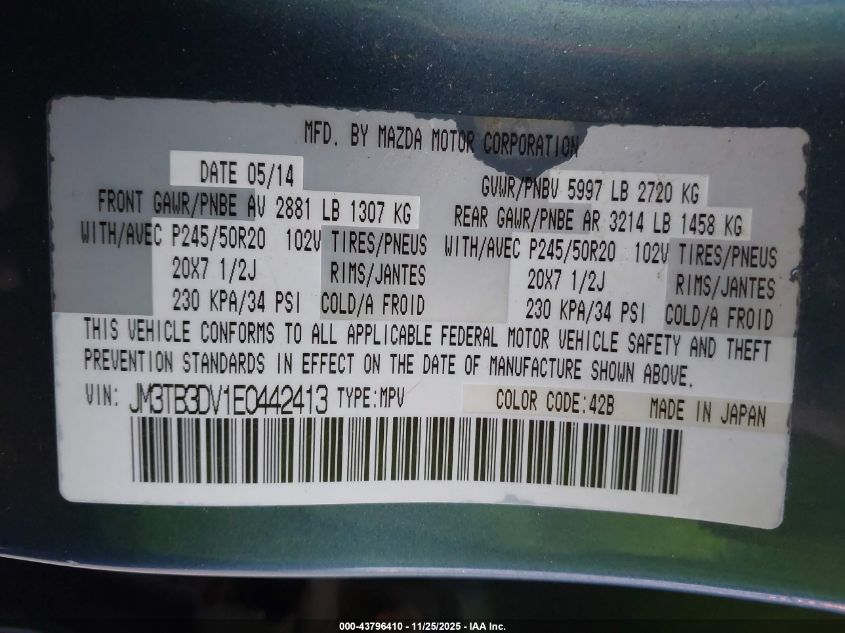 MFD. BY MAZDA MOTOR CORPORATION
DATE 05/14
GVWR/PNBV 5997 LB 2720 KG
FRONT GAWR/PNBE AV 2881 LB 1307 KG
REAR GAWR/PNBE AR 3214 LB 1458 KG
WITH/AVEC P245/50R20 102V TIRES/PNEUS
WITH/AVEC P245/50R20 102V TIRES/PNEUS
20X7 1/2J RIMS/JANTES
20X7 1/2J RIMS/JANTES
230 KPA/34 PSI COLD/A FROID
230 KPA/34 PSI COLD/A FROID
THIS VEHICLE CONFORMS TO ALL APPLICABLE FEDERAL MOTOR VEHICLE SAFETY AND THEFT
PREVENTION STANDARDS IN EFFECT ON THE DATE OF MANUFACTURE SHOWN ABOVE.
VIN: JM3TB3DV1E0442413 TYPE:MPV COLOR CODE:42B MADE IN JAPAN
000-43796410 - 11/25/2025 - IAA Inc.